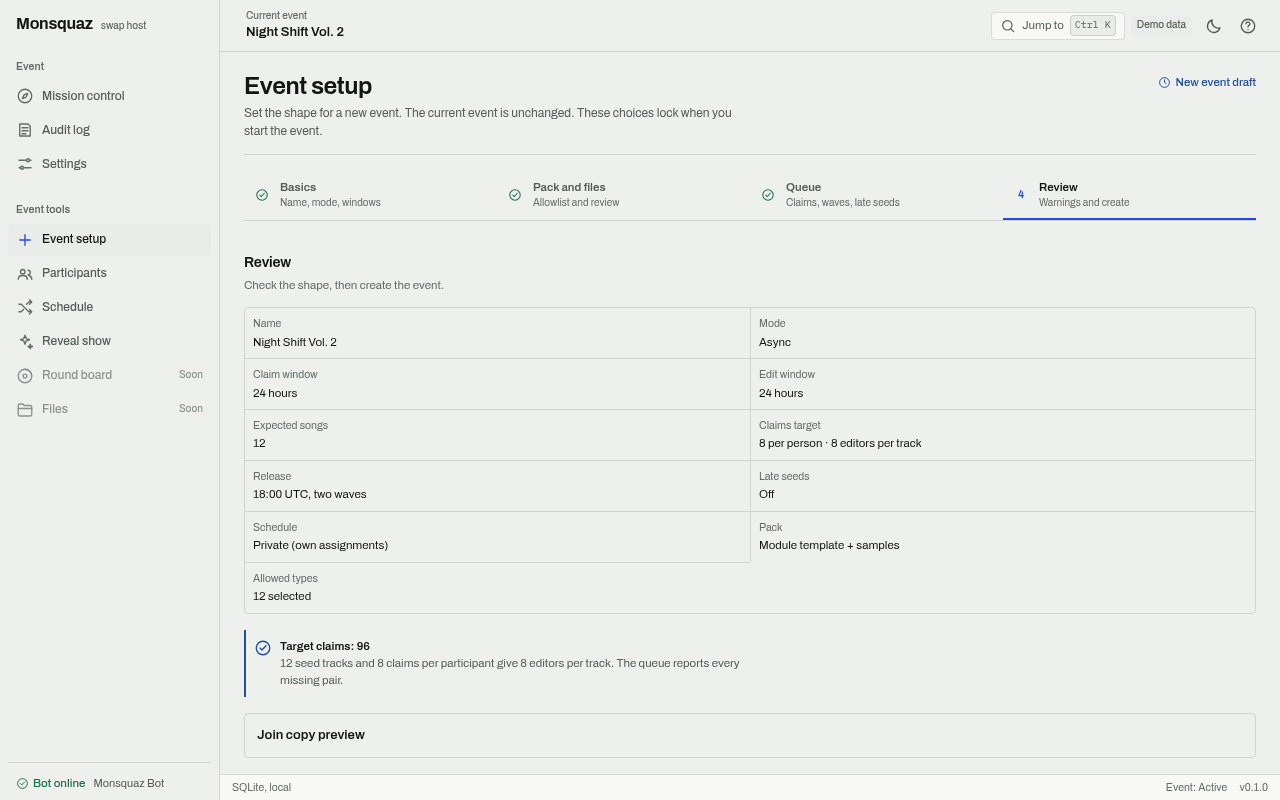 Monsquaz swap host
Event
Mission control
Audit log
Settings
Event tools
Event setup
Participants
Schedule
Reveal show
Round board Soon
Files Soon
Bot online Monsquaz Bot
Current event
Night Shift Vol. 2
Jump to Ctrl K
Demo data
Event setup
New event draft
Set the shape for a new event. The current event is unchanged. These choices lock when you
start the event.
Basics
Name, mode, windows
Pack and files
Allowlist and review
Queue
Claims, waves, late seeds
4 Review
Warnings and create
Review
Check the shape, then create the event.
Name
Night Shift Vol. 2
Mode
Async
Claim window
24 hours
Edit window
24 hours
Expected songs
12
Claims target
8 per person · 8 editors per track
Release
18:00 UTC, two waves
Late seeds
Off
Schedule
Private (own assignments)
Pack
Module template + samples
Allowed types
12 selected
Target claims: 96
12 seed tracks and 8 claims per participant give 8 editors per track. The queue reports every
missing pair.
Join copy preview
SQLite, local
Event: Active v0.1.0